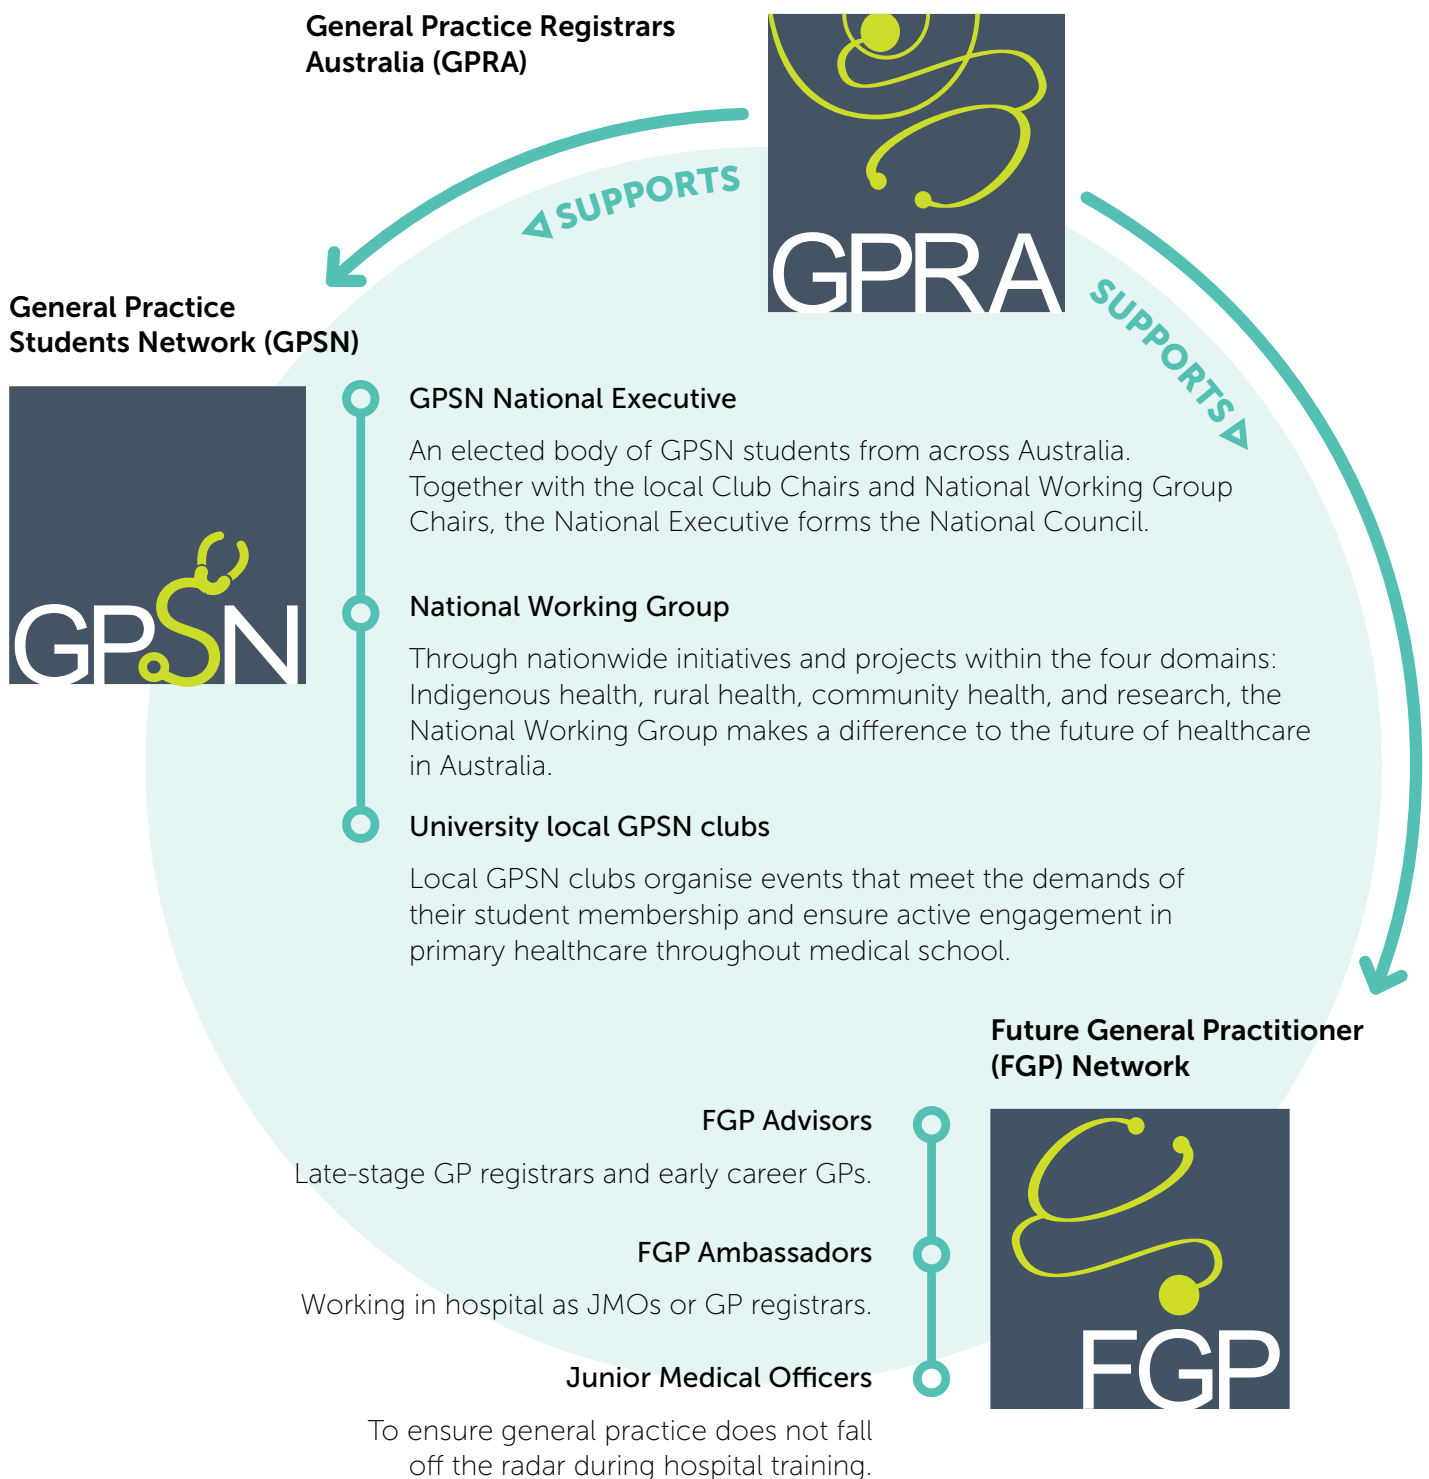 General Practice Registrars
Australia (GPRA)
GPRA
SUPPORTS
SUPPORTS
General Practice
Students Network (GPSN)
GPSN
GPSN National Executive
An elected body of GPSN students from across Australia.
Together with the local Club Chairs and National Working Group
Chairs, the National Executive forms the National Council.
National Working Group
Through nationwide initiatives and projects within the four domains:
Indigenous health, rural health, community health, and research, the
National Working Group makes a difference to the future of healthcare
in Australia.
University local GPSN clubs
Local GPSN clubs organise events that meet the demands of
their student membership and ensure active engagement in
primary healthcare throughout medical school.
Future General Practitioner
(FGP) Network
FGP
FGP Advisors
Late-stage GP registrars and early career GPs.
FGP Ambassadors
Working in hospital as JMOs or GP registrars.
Junior Medical Officers
To ensure general practice does not fall
off the radar during hospital training.